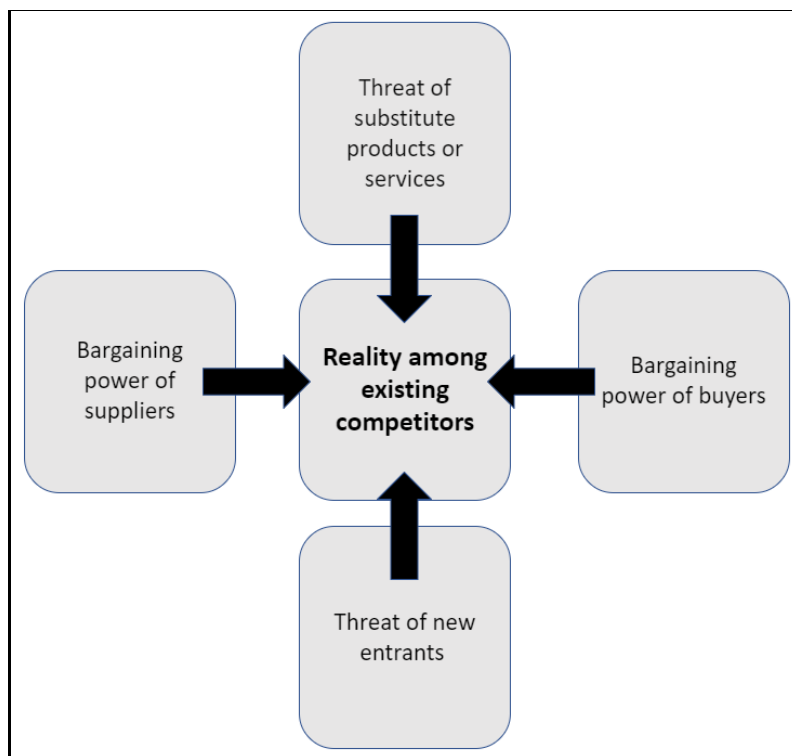 Threat of
substitute
products or
services
Bargaining
power of
suppliers
Reality among
existing
competitors
Bargaining
power of buyers
Threat of new
entrants